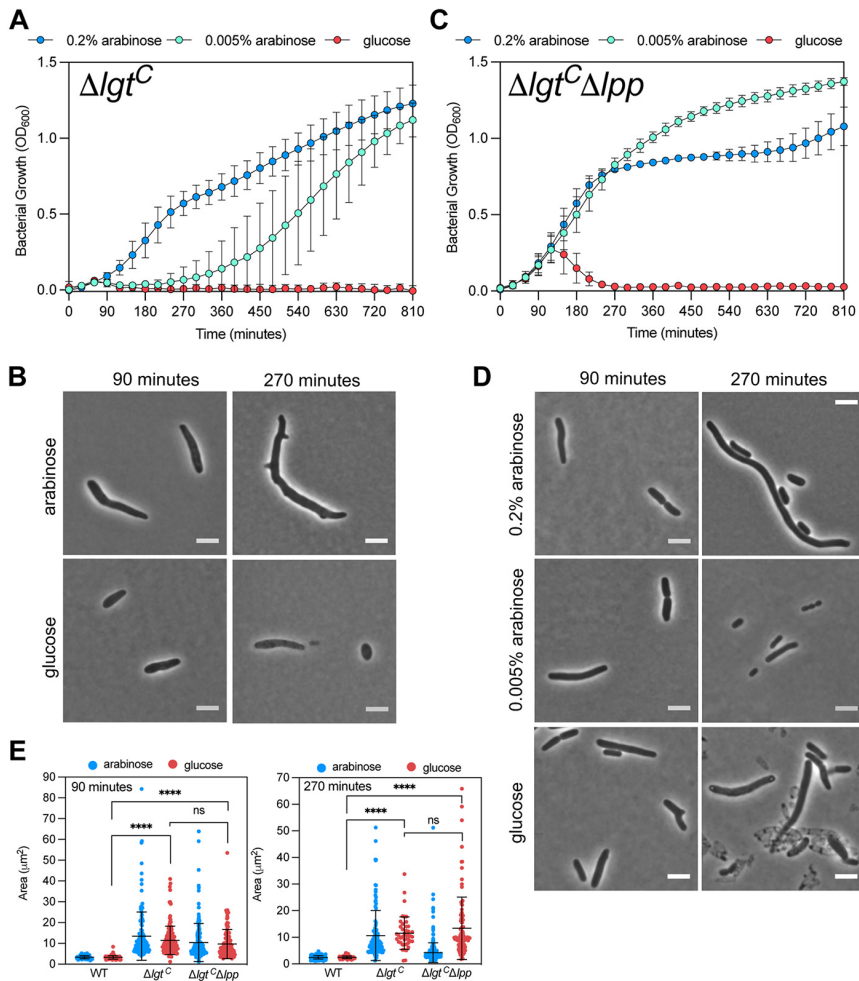 A
0.2% arabinose 0.005% arabinose glucose
ΔlgtC
Bacterial Growth (OD600)
1.5
1.0
0.5
0.0
0 90 180 270 360 450 540 630 720 810
Time (minutes)
C
0.2% arabinose 0.005% arabinose glucose
ΔlgtCΔlpp
Bacterial Growth (OD600)
1.5
1.0
0.5
0.0
0 90 180 270 360 450 540 630 720 810
Time (minutes)
B
90 minutes 270 minutes
arabinose
glucose
D
90 minutes 270 minutes
0.2% arabinose
0.005% arabinose
glucose
E
arabinose glucose
90 minutes
Area (μm2)
90
80
70
60
50
40
30
20
10
0
****
ns
****
WT ΔlgtC ΔlgtCΔlpp
arabinose glucose
270 minutes
Area (μm2)
70
60
50
40
30
20
10
0
****
****
ns
WT ΔlgtC ΔlgtCΔlpp